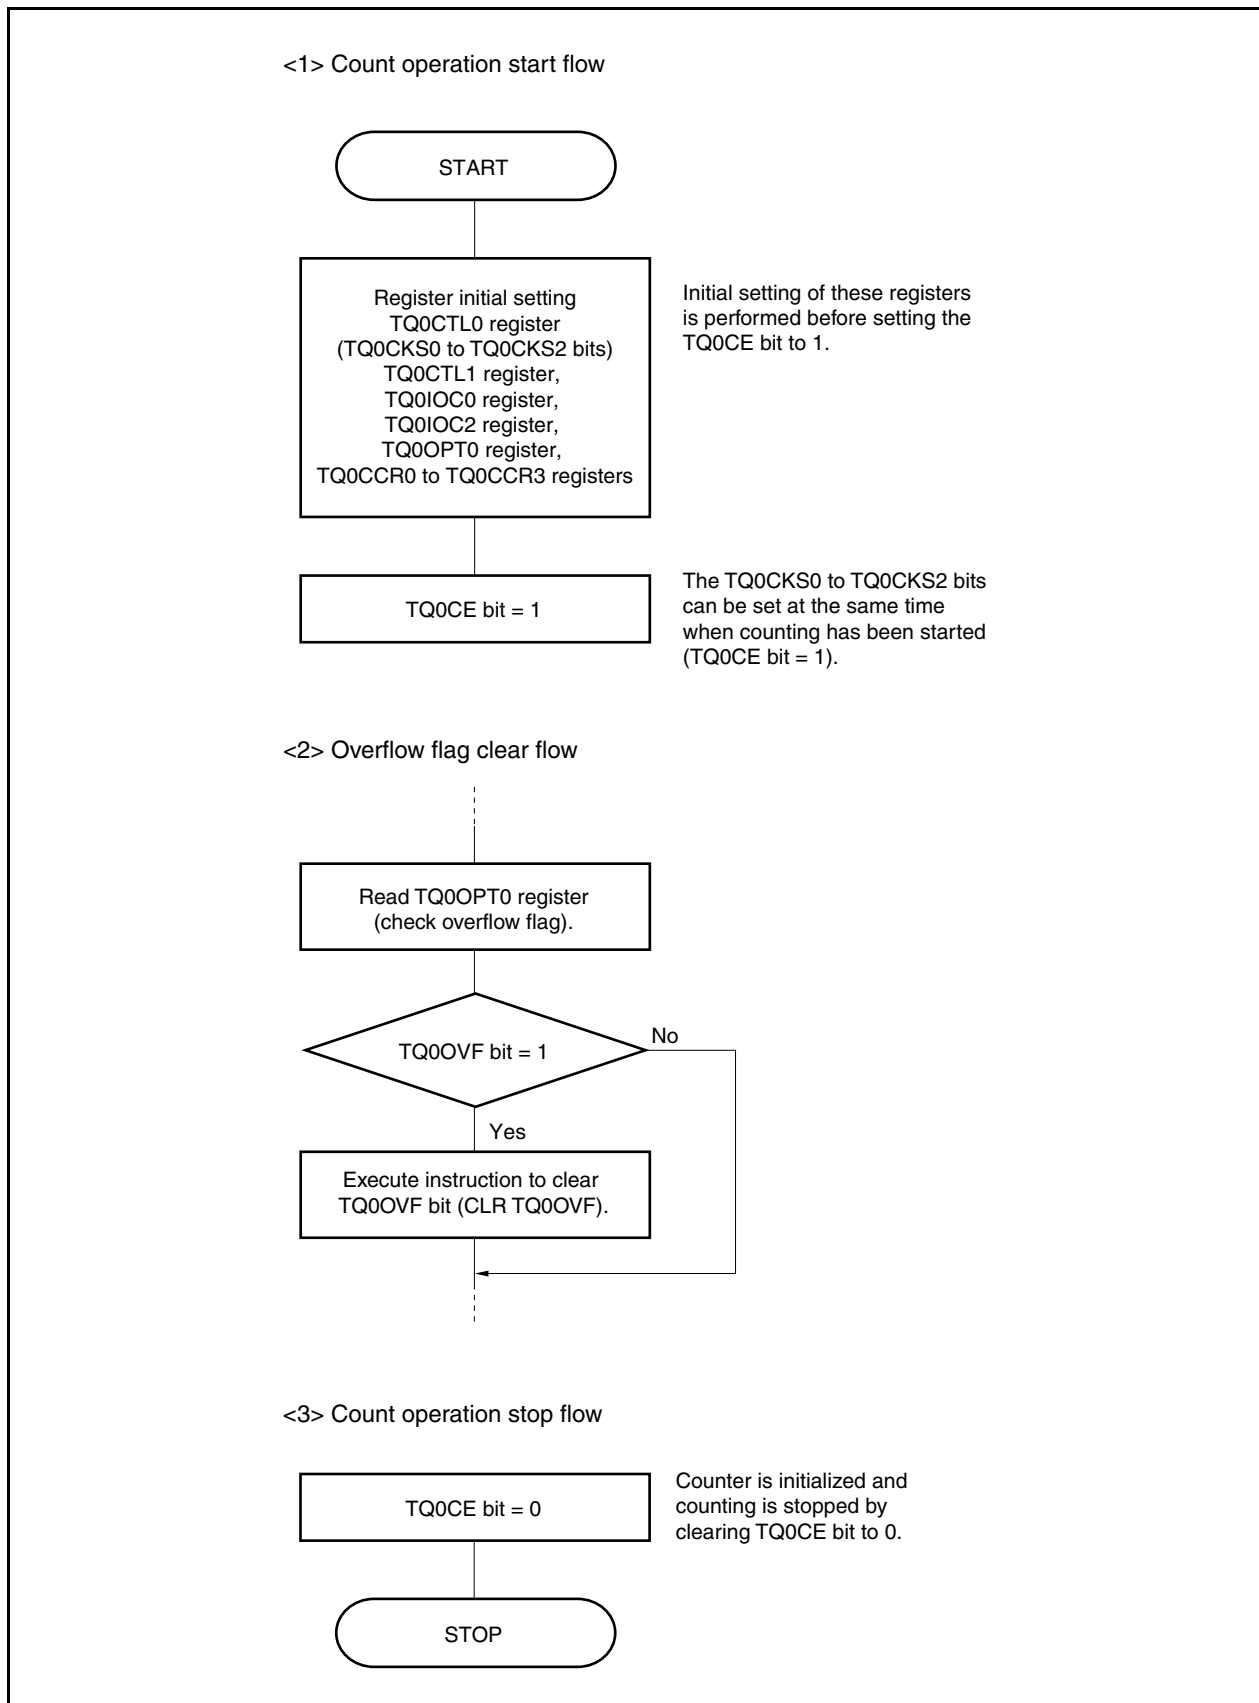 <1> Count operation start flow
START
Register initial setting
TQ0CTL0 register
(TQ0CKS0 to TQ0CKS2 bits)
TQ0CTL1 register,
TQ0IOC0 register,
TQ0IOC2 register,
TQ0OPT0 register,
TQ0CCR0 to TQ0CCR3 registers
Initial setting of these registers
is performed before setting the
TQ0CE bit to 1.
TQ0CE bit = 1
The TQ0CKS0 to TQ0CKS2 bits
can be set at the same time
when counting has been started
(TQ0CE bit = 1).
<2> Overflow flag clear flow
Read TQ0OPT0 register
(check overflow flag).
TQ0OVF bit = 1
No
Yes
Execute instruction to clear
TQ0OVF bit (CLR TQ0OVF).
<3> Count operation stop flow
TQ0CE bit = 0
Counter is initialized and
counting is stopped by
clearing TQ0CE bit to 0.
STOP